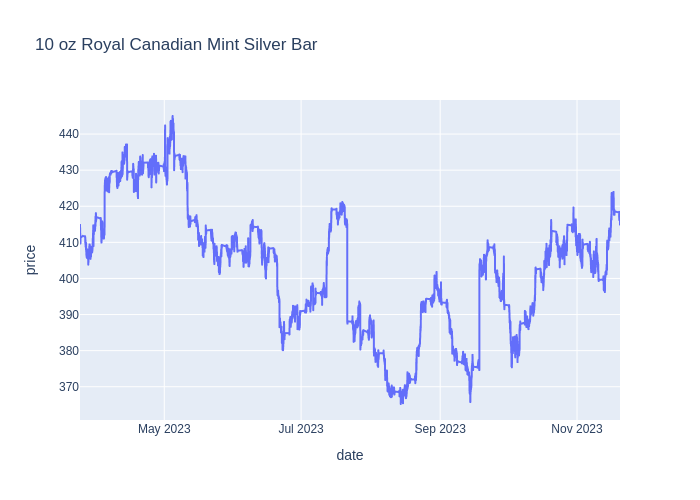 10 oz Royal Canadian Mint Silver Bar
440
430
420
410
400
390
380
370
price
May 2023
Jul 2023
Sep 2023
Nov 2023
date